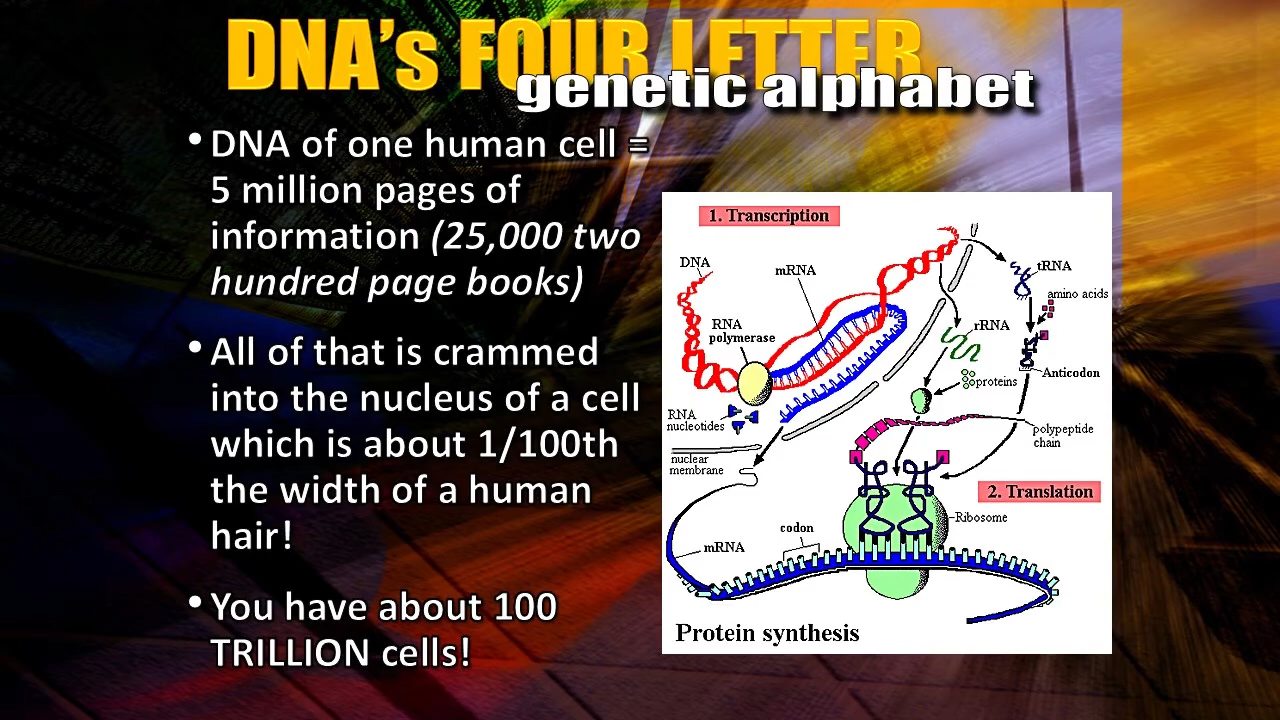 DNA's FOUR LETTER
genetic alphabet
• DNA of one human cell =
5 million pages of
information (25,000 two
hundred page books)
• All of that is crammed
into the nucleus of a cell
which is about 1/100th
the width of a human
hair!
• You have about 100
TRILLION cells!
1. Transcription
DNA
mRNA
tRNA
amino acids
RNA
polymerase
rRNA
proteins
Anticodon
RNA
nucleotides
polypeptide
chain
nuclear
membrane
2. Translation
Ribosome
codon
mRNA
Protein synthesis